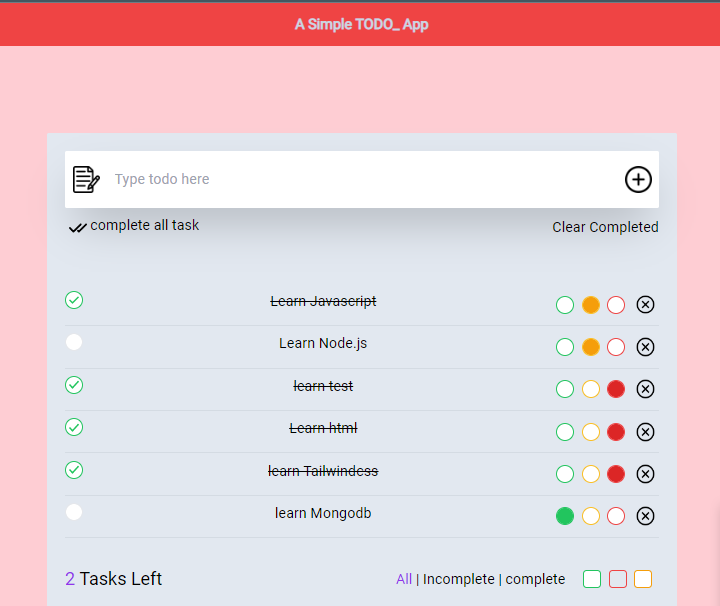 A Simple TODO_ App
Type todo here
complete all task
Clear Completed
Learn Javascript
Learn Node.js
learn test
Learn html
learn Tailwindcss
learn Mongodb
2 Tasks Left
All | Incomplete | complete